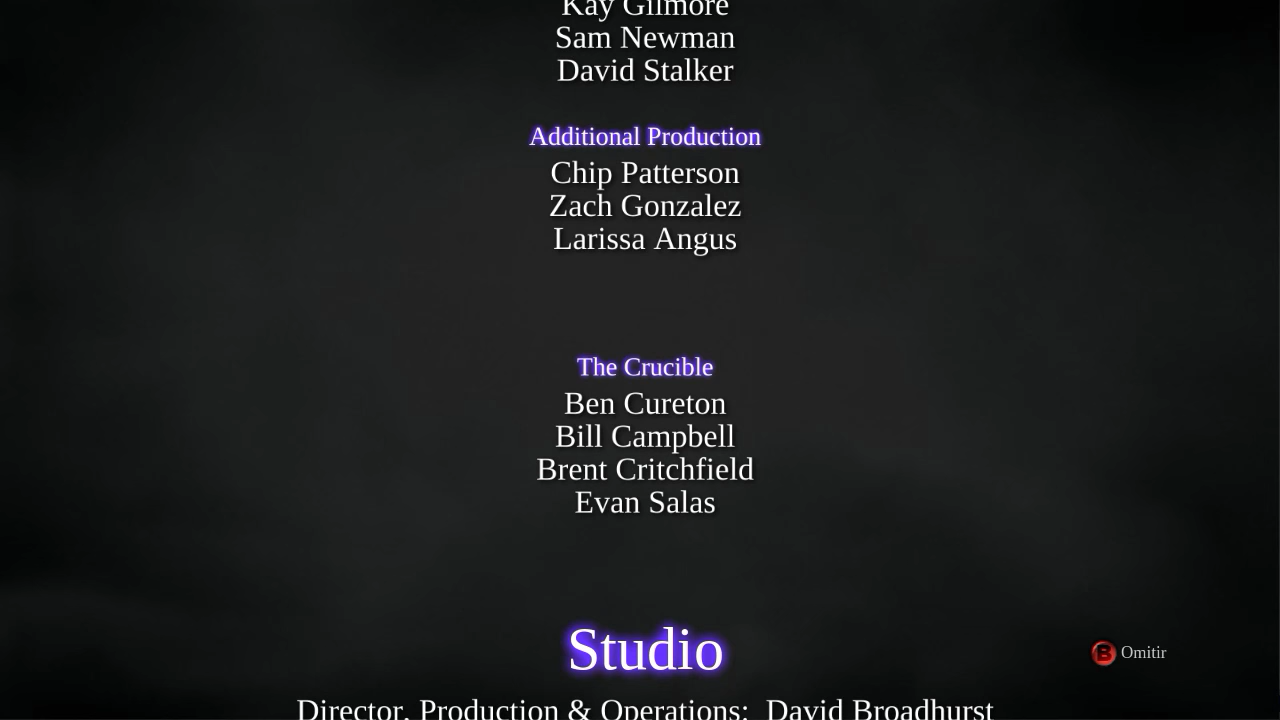 Kay Gilmore
Sam Newman
David Stalker
Additional Production
Chip Patterson
Zach Gonzalez
Larissa Angus
The Crucible
Ben Cureton
Bill Campbell
Brent Critchfield
Evan Salas
Studio
B Omitir
Director, Production & Operations: David Broadhurst